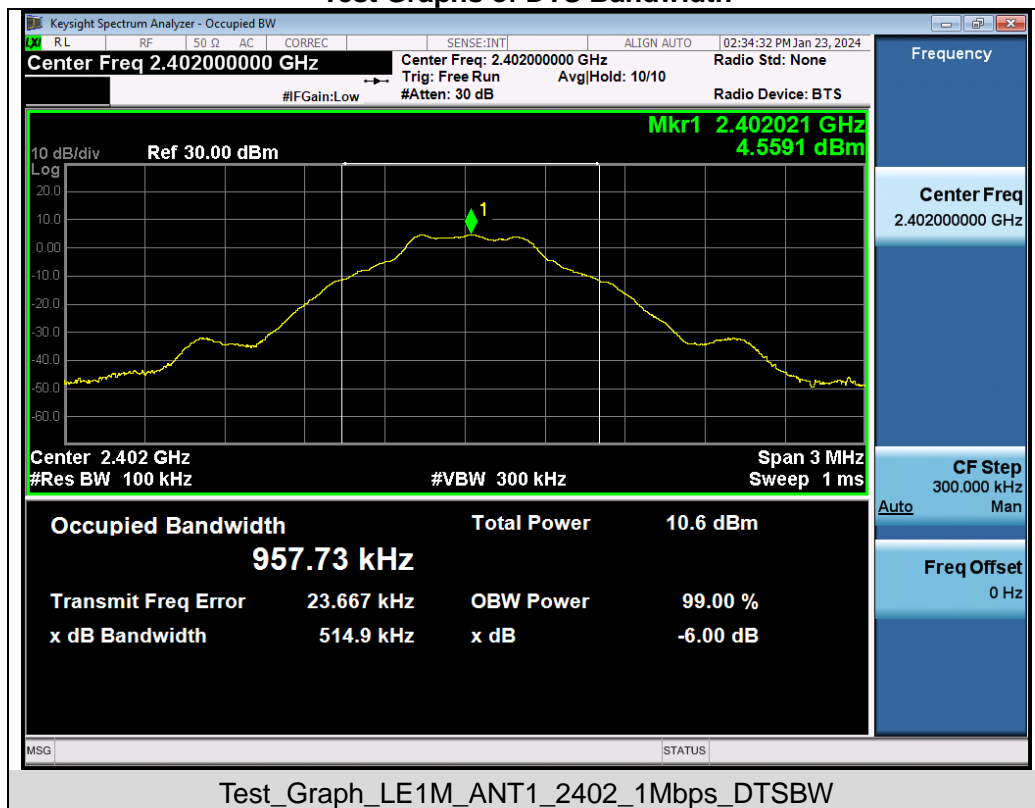 Test Graphs of DTS Bandwidth
Keysight Spectrum Analyzer - Occupied BW
LXI RL RF 50 Ω AC CORREC SENSE:INT ALIGN AUTO 02:34:32 PM Jan 23, 2024
Center Freq 2.402000000 GHz
Center Freq: 2.402000000 GHz
Radio Std: None
Trig: Free Run Avg|Hold: 10/10
#IFGain:Low
#Atten: 30 dB
Radio Device: BTS
Mkr1 2.402021 GHz
4.5591 dBm
10 dB/div Ref 30.00 dBm
Log
20.0
10.0
0.00
-10.0
-20.0
-30.0
-40.0
-50.0
-60.0
1
Center 2.402 GHz
Span 3 MHz
#Res BW 100 kHz
#VBW 300 kHz
Sweep 1 ms
Occupied Bandwidth
957.73 kHz
Total Power 10.6 dBm
Transmit Freq Error 23.667 kHz
OBW Power 99.00 %
x dB Bandwidth 514.9 kHz
x dB -6.00 dB
MSG
STATUS
Frequency
Center Freq
2.402000000 GHz
CF Step
300.000 kHz
Auto Man
Freq Offset
0 Hz
Test_Graph_LE1M_ANT1_2402_1Mbps_DTSBW